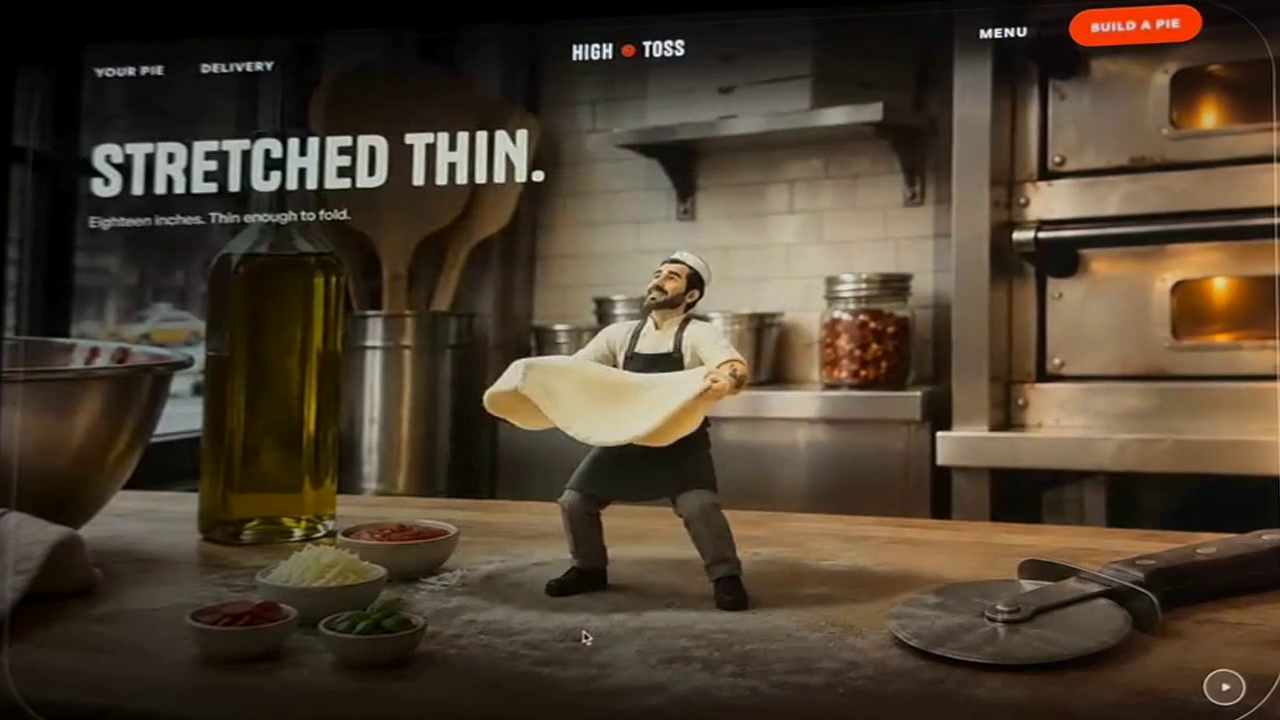 YOUR PIE
DELIVERY
HIGH TOSS
MENU
BUILD A PIE
STRETCHED THIN.
Eighteen inches. Thin enough to fold.